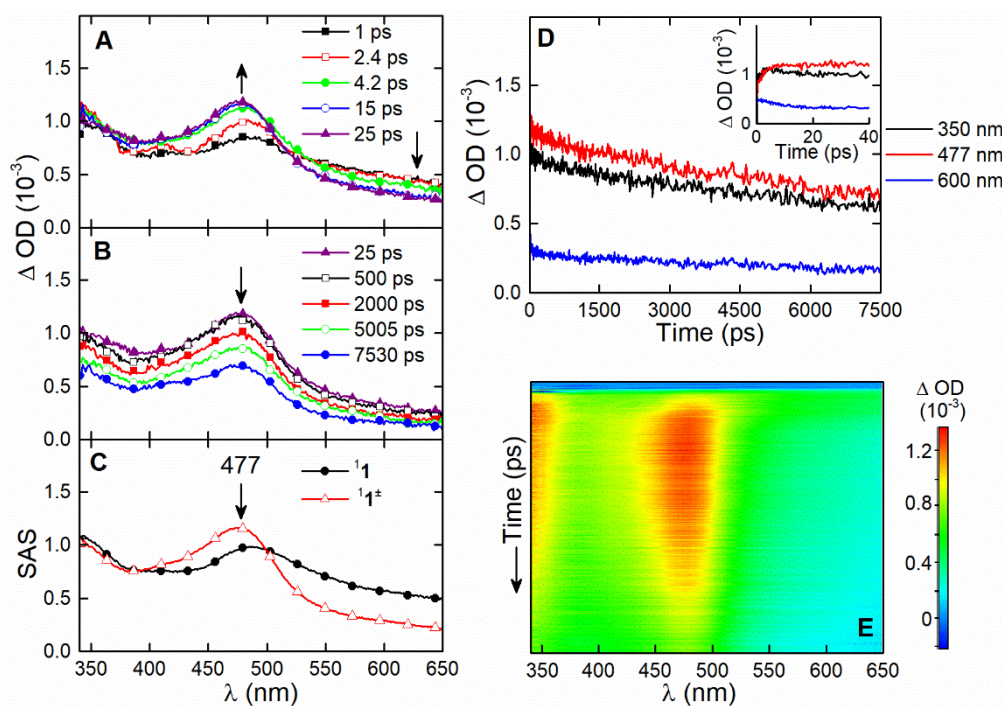 A
1 ps
2.4 ps
4.2 ps
15 ps
25 ps
1.5
1.0
0.5
0.0
Δ OD (10⁻³)
B
25 ps
500 ps
2000 ps
5005 ps
7530 ps
1.5
1.0
0.5
0.0
C
477
¹1
¹1±
1.5
1.0
0.5
0.0
SAS
350 400 450 500 550 600 650
λ (nm)
D
1.5
1.0
0.5
0.0
Δ OD (10⁻³)
0 1500 3000 4500 6000 7500
Time (ps)
Δ OD (10⁻³)
1
0
0 20 40
Time (ps)
350 nm
477 nm
600 nm
Time (ps)
E
350 400 450 500 550 600 650
λ (nm)
Δ OD
(10⁻³)
1.2
0.8
0.4
0